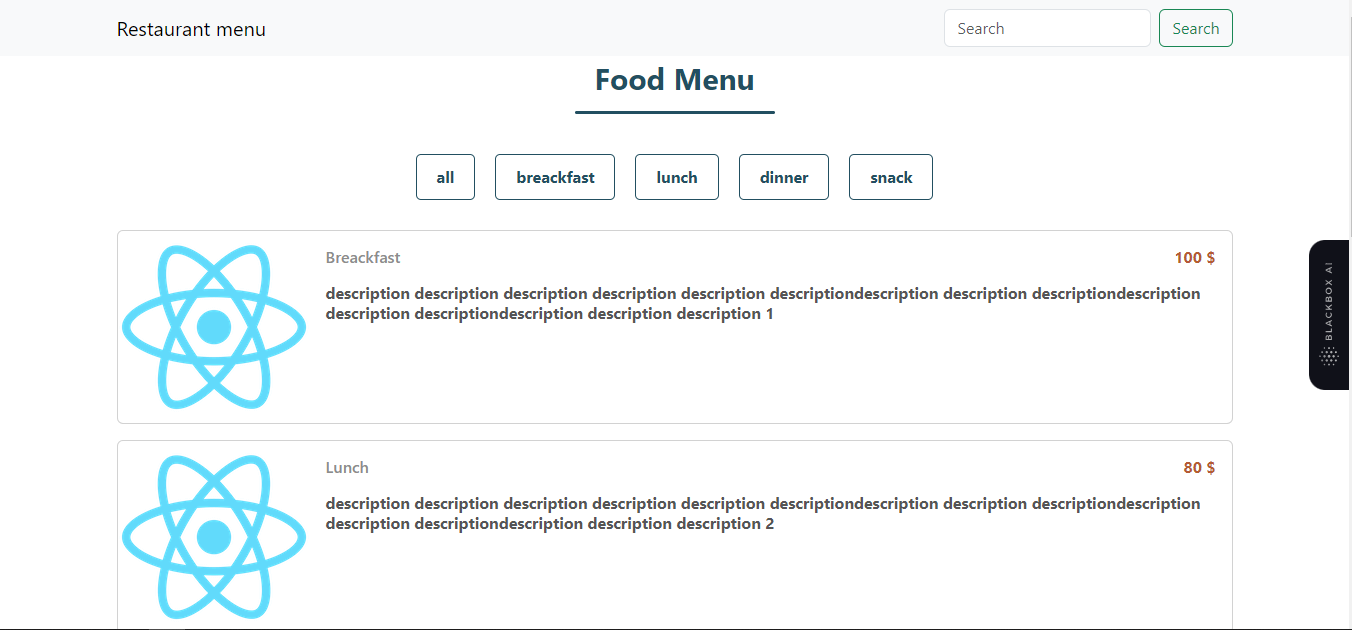 Restaurant menu
Search
Search
Food Menu
all
breackfast
lunch
dinner
snack
Breackfast
100 $
description description description description description descriptiondescription description descriptiondescription
description descriptiondescription description description 1
BLACKBOX AI
Lunch
80 $
description description description description description descriptiondescription description descriptiondescription
description descriptiondescription description description 2